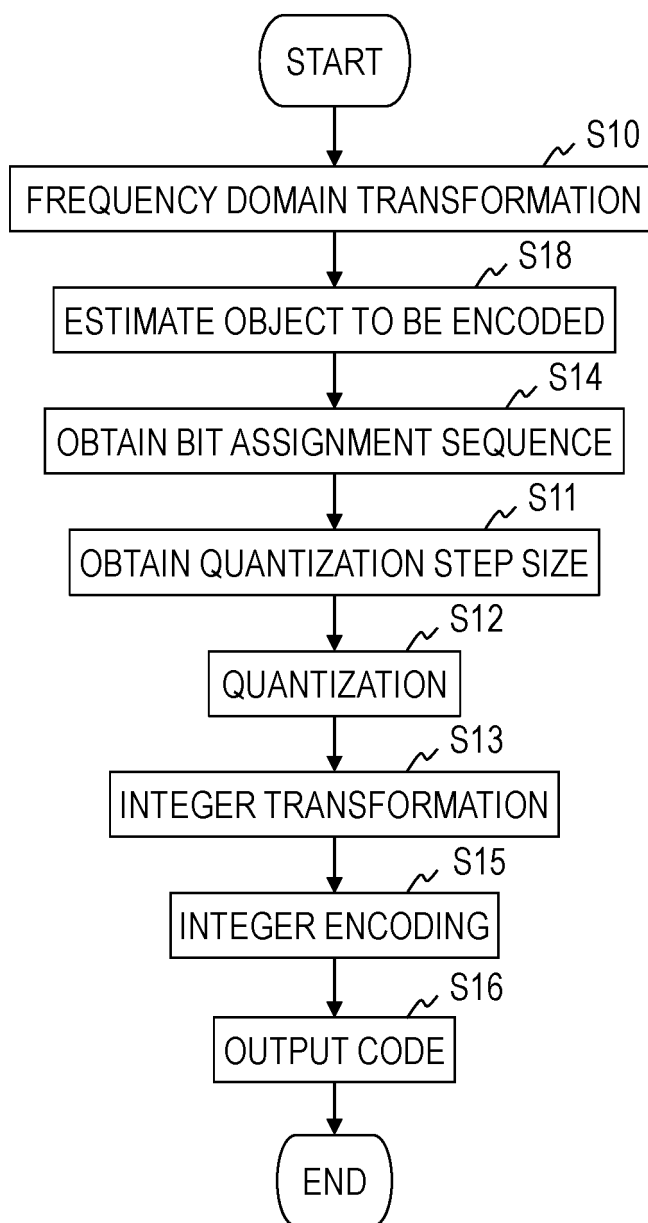 START
S10
FREQUENCY DOMAIN TRANSFORMATION
S18
ESTIMATE OBJECT TO BE ENCODED
S14
OBTAIN BIT ASSIGNMENT SEQUENCE
S11
OBTAIN QUANTIZATION STEP SIZE
S12
QUANTIZATION
S13
INTEGER TRANSFORMATION
S15
INTEGER ENCODING
S16
OUTPUT CODE
END